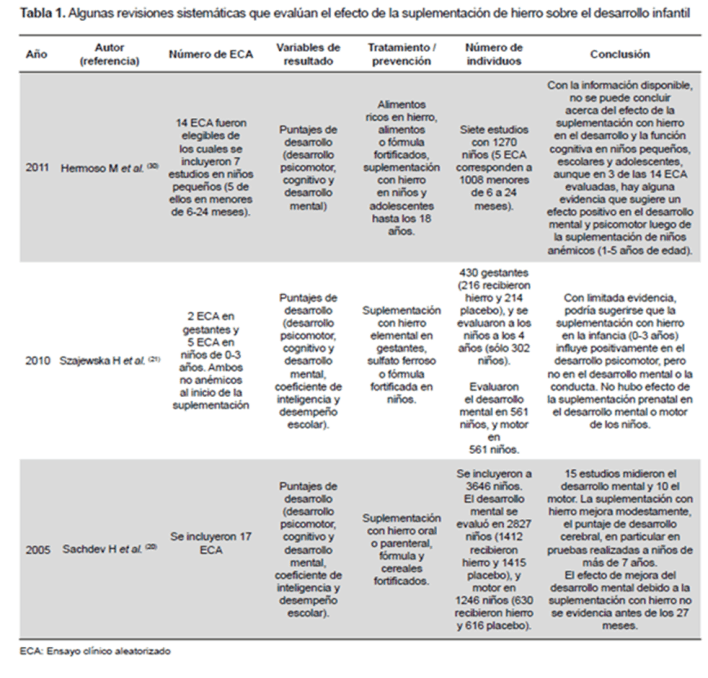 Tabla 1. Algunas revisiones sistemáticas que evalúan el efecto de la suplementación de hierro sobre el desarrollo infantil
Año
Autor
(referencia)
Número de ECA
Variables de
resultado
Tratamiento /
prevención
Número de
individuos
Conclusión
2011
Hermoso M et al. (30)
14 ECA fueron
elegibles de
los cuales se
incluyeron 7
estudios en niños
pequeños (5 de
ellos en menores
de 6-24 meses).
Puntajes de
desarrollo
(desarrollo
psicomotor,
cognitivo y
desarrollo
mental)
Alimentos
ricos en hierro,
alimentos
o fórmula
fortificados,
suplementación
con hierro
en niños y
adolescentes
hasta los 18
años.
Siete estudios
con 1270
niños (5 ECA
corresponden a
1008 menores
de 6 a 24
meses).
Con la información disponible,
no se puede concluir
acerca del efecto de la
suplementación con hierro
en el desarrollo y la función
cognitiva en niños pequeños,
escolares y adolescentes,
aunque en 3 de las 14 ECA
evaluadas, hay alguna
evidencia que sugiere un
efecto positivo en el desarrollo
mental y psicomotor luego de
la suplementación de niños
anémicos (1-5 años de edad).
2010
Szajewska H et al. (21)
2 ECA en
gestantes y
5 ECA en
niños de 0-3
años. Ambos
no anémicos
al inicio de la
suplementación
Puntajes de
desarrollo
(desarrollo
psicomotor,
cognitivo y
desarrollo
mental,
coeficiente de
inteligencia y
desempeño
escolar).
Suplementación
con hierro
elemental en
gestantes,
sulfato ferroso
o fórmula
fortificada en
niños.
430 gestantes
(216 recibieron
hierro y 214
placebo), y se
evaluaron a los
niños a los 4
años (sólo 302
niños).
Evaluaron
el desarrollo
mental en 561
niños, y motor
en
561 niños.
Con limitada evidencia,
podría sugerirse que la
suplementación con hierro
en la infancia (0-3 años)
influye positivamente en el
desarrollo psicomotor, pero
no en el desarrollo mental o la
conducta. No hubo efecto de
la suplementación prenatal en
el desarrollo mental o motor
de los niños.
2005
Sachdev H et al. (20)
Se incluyeron 17
ECA
Puntajes de
desarrollo
(desarrollo
psicomotor,
cognitivo y
desarrollo
mental,
coeficiente de
inteligencia y
desempeño
escolar).
Suplementación
con hierro oral
o parenteral,
fórmula y
cereales
fortificados.
Se incluyeron a
3646 niños.
El desarrollo
mental se
evaluó en 2827
niños (1412
recibieron
hierro y 1415
placebo), y
motor en
1246 niños (630
recibieron hierro
y 616 placebo).
15 estudios midieron el
desarrollo mental y 10 el
motor. La suplementación con
hierro mejora modestamente,
el puntaje de desarrollo
cerebral, en particular en
pruebas realizadas a niños de
más de 7 años.
El efecto de mejora del
desarrollo mental debido a la
suplementación con hierro no
se evidencia antes de los 27
meses.
ECA: Ensayo clínico aleatorizado